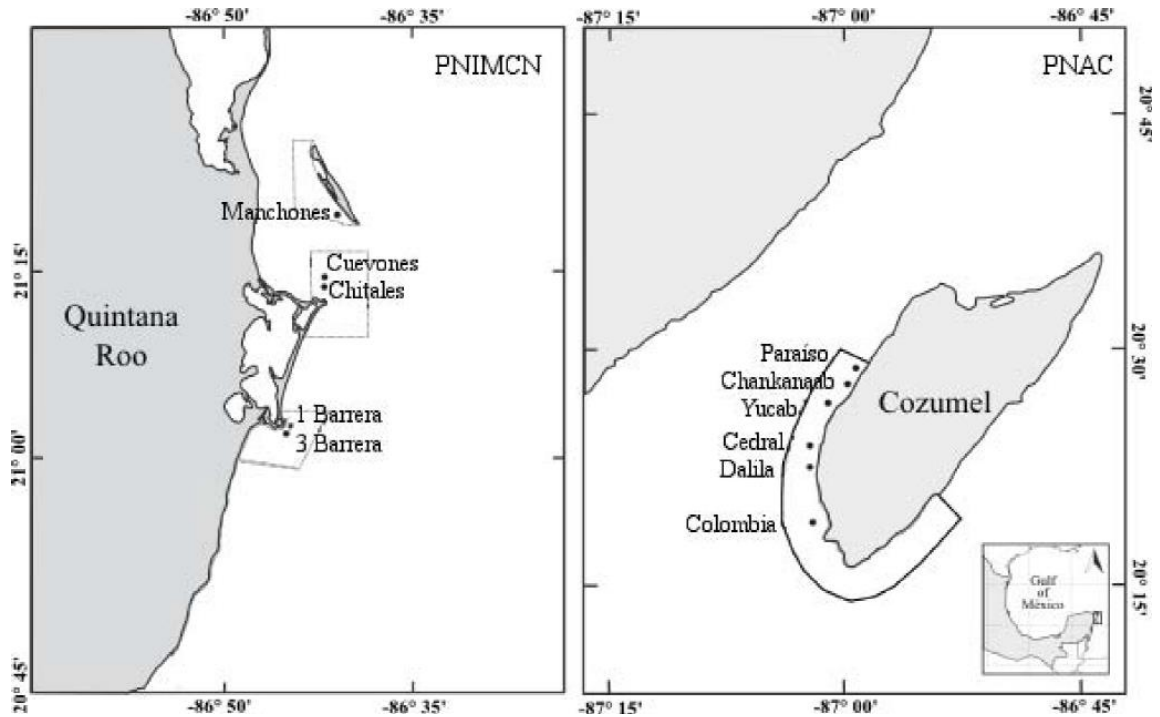 -86° 50'
-86° 35'
PNIMCN
Manchones
Cuevones
Chitales
Quintana
Roo
1 Barrera
3 Barrera
21° 15'
21° 00'
20° 45'
-86° 50'
-86° 35'
-87° 15'
-87° 00'
-86° 45'
PNAC
20° 45'
20° 30'
20° 15'
Paraíso
Chankanaab
Yucab
Cedral
Dalila
Colombia
Cozumel
Gulf
of
México
-87° 15'
-87° 00'
-86° 45'